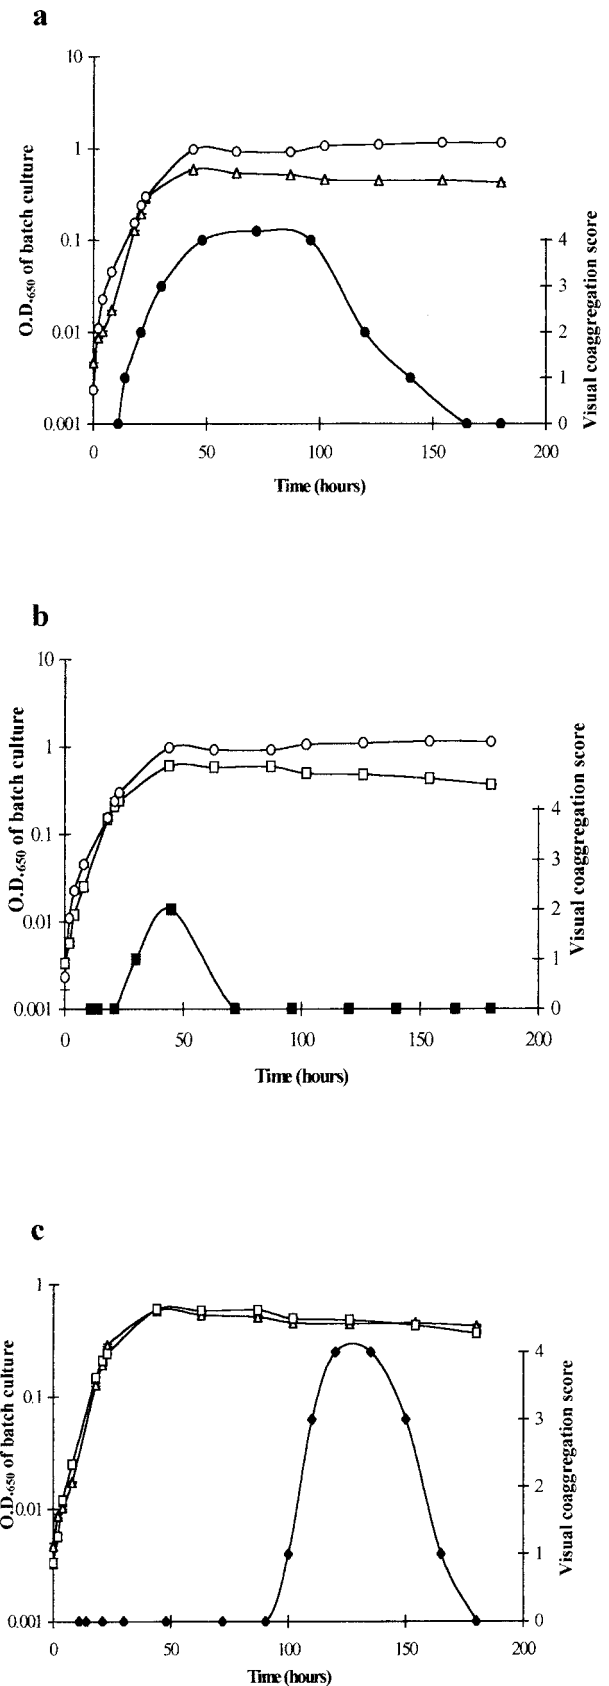 a
10
1
0.1
0.01
0.001
O.D.650 of batch culture
4
3
2
1
0
Visual coaggregation score
0 50 100 150 200
Time (hours)
b
10
1
0.1
0.01
0.001
O.D.650 of batch culture
4
3
2
1
0
Visual coaggregation score
0 50 100 150 200
Time (hours)
c
1
0.1
0.01
0.001
O.D.650 of batch culture
4
3
2
1
0
Visual coaggregation score
0 50 100 150 200
Time (hours)